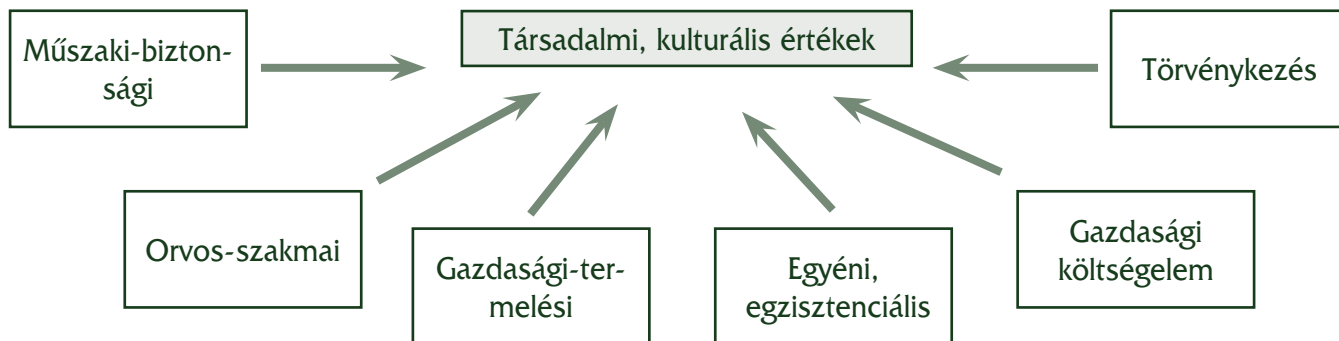 Műszaki-bizton-
sági
Társadalmi, kulturális értékek
Törvénykezés
Orvos-szakmai
Gazdasági-ter-
melési
Egyéni,
egzisztenciális
Gazdasági
költségelem